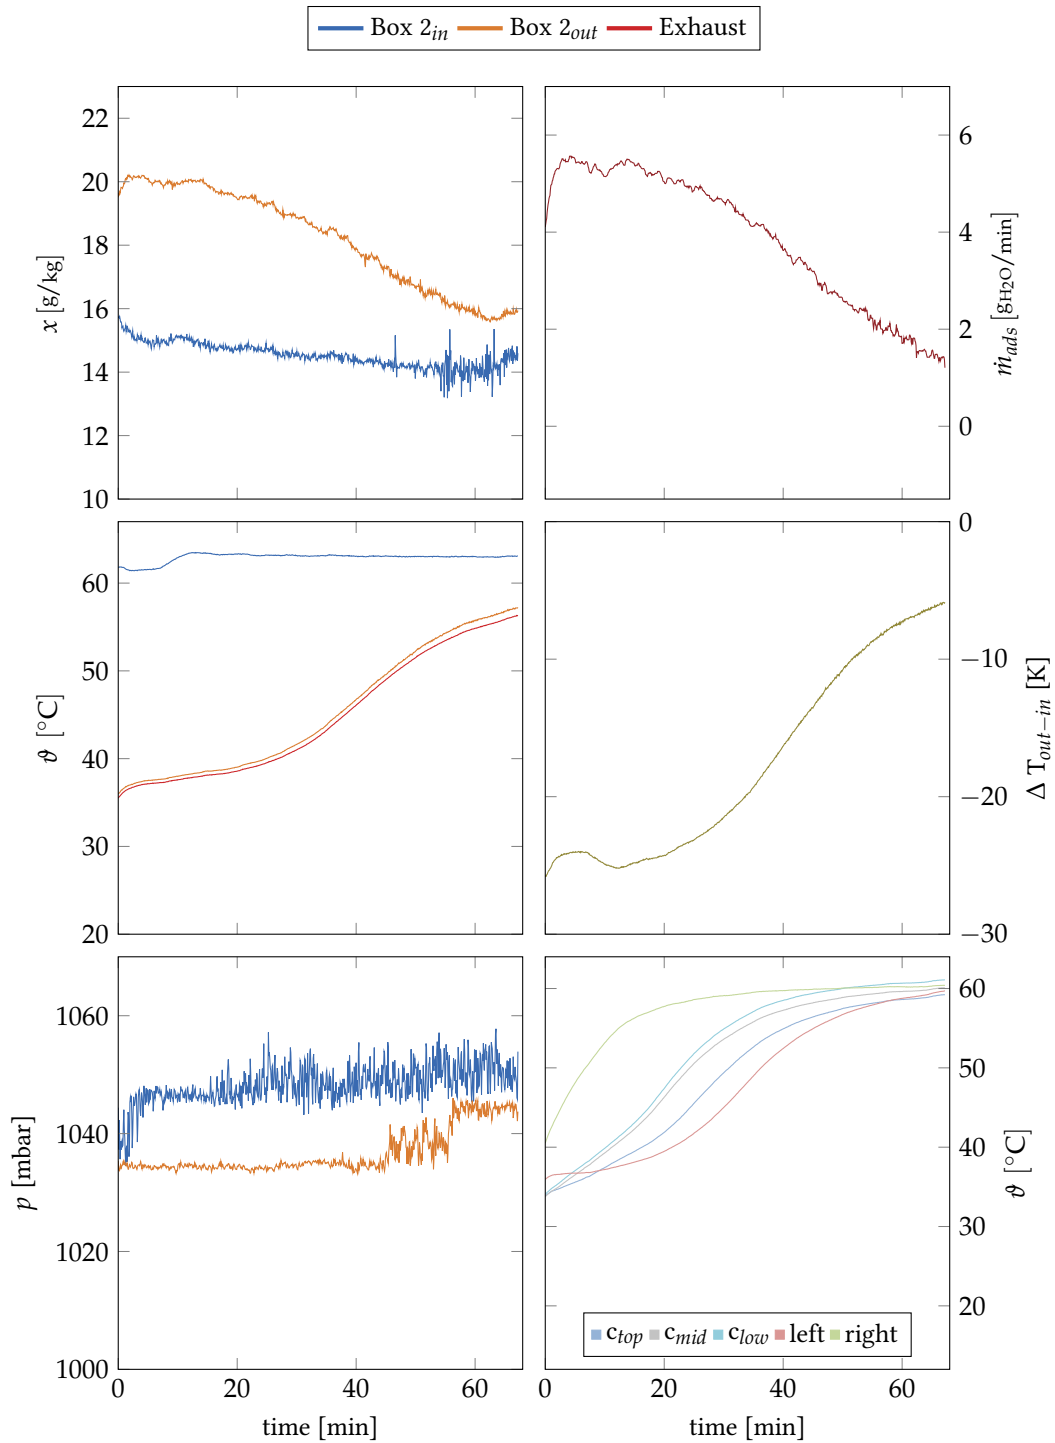 Box 2in Box 2out Exhaust
22
20
18
16
14
12
10
x [g/kg]
6
4
2
0
ṁads [gH2O/min]
60
50
40
30
20
ϑ [°C]
0
−10
−20
−30
Δ Tout−in [K]
1060
1040
1020
1000
p [mbar]
0 20 40 60
time [min]
60
50
40
30
20
ϑ [°C]
ctop cmid clow left right
0 20 40 60
time [min]